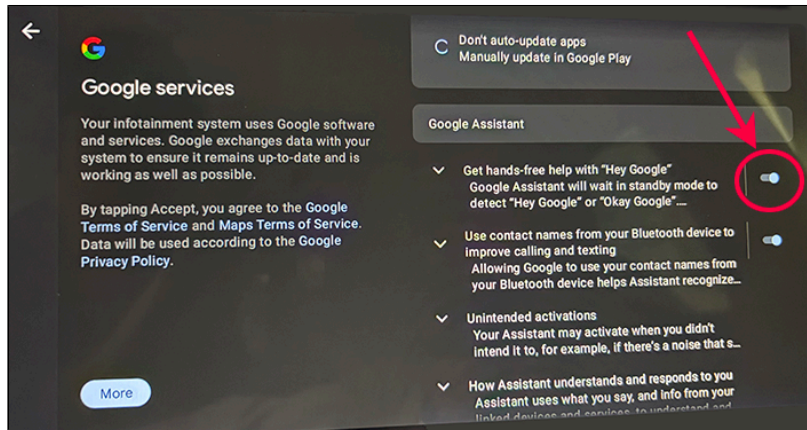 Google services
Your infotainment system uses Google software
and services. Google exchanges data with your
system to ensure it remains up-to-date and is
working as well as possible.
By tapping Accept, you agree to the Google
Terms of Service and Maps Terms of Service.
Data will be used according to the Google
Privacy Policy.
More
Don't auto-update apps
Manually update in Google Play
Google Assistant
Get hands-free help with "Hey Google"
Google Assistant will wait in standby mode to
detect "Hey Google" or "Okay Google"....
Use contact names from your Bluetooth device to
improve calling and texting
Allowing Google to use your contact names from
your Bluetooth device helps Assistant recognize...
Unintended activations
Your Assistant may activate when you didn't
intend it to, for example, if there's a noise that s...
How Assistant understands and responds to you
Assistant uses what you say, and info from your
linked devices and services, to understand and